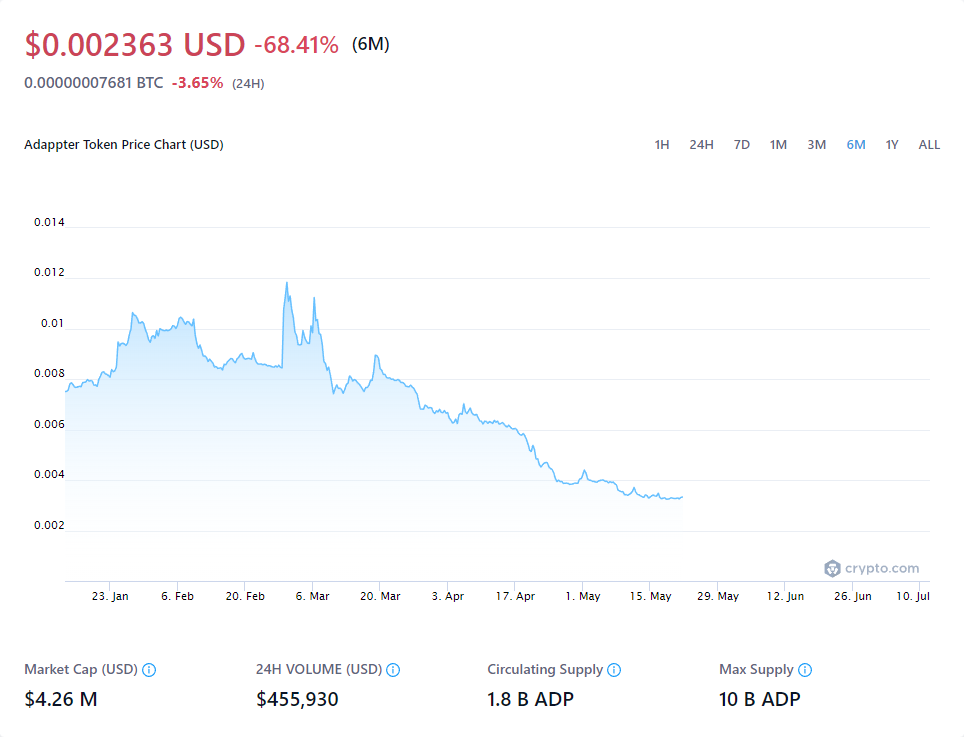 $0.002363 USD -68.41% (6M)
0.00000007681 BTC -3.65% (24H)
Adappter Token Price Chart (USD) 1H 24H 7D 1M 3M 6M 1Y ALL
0.014
0.012
0.01
0.008
0.006
0.004
0.002
crypto.com
23. Jan 6. Feb 20. Feb 6. Mar 20. Mar 3. Apr 17. Apr 1. May 15. May 29. May 12. Jun 26. Jun 10. Jul
Market Cap (USD) 24H VOLUME (USD) Circulating Supply Max Supply
$4.26 M $455,930 1.8 B ADP 10 B ADP